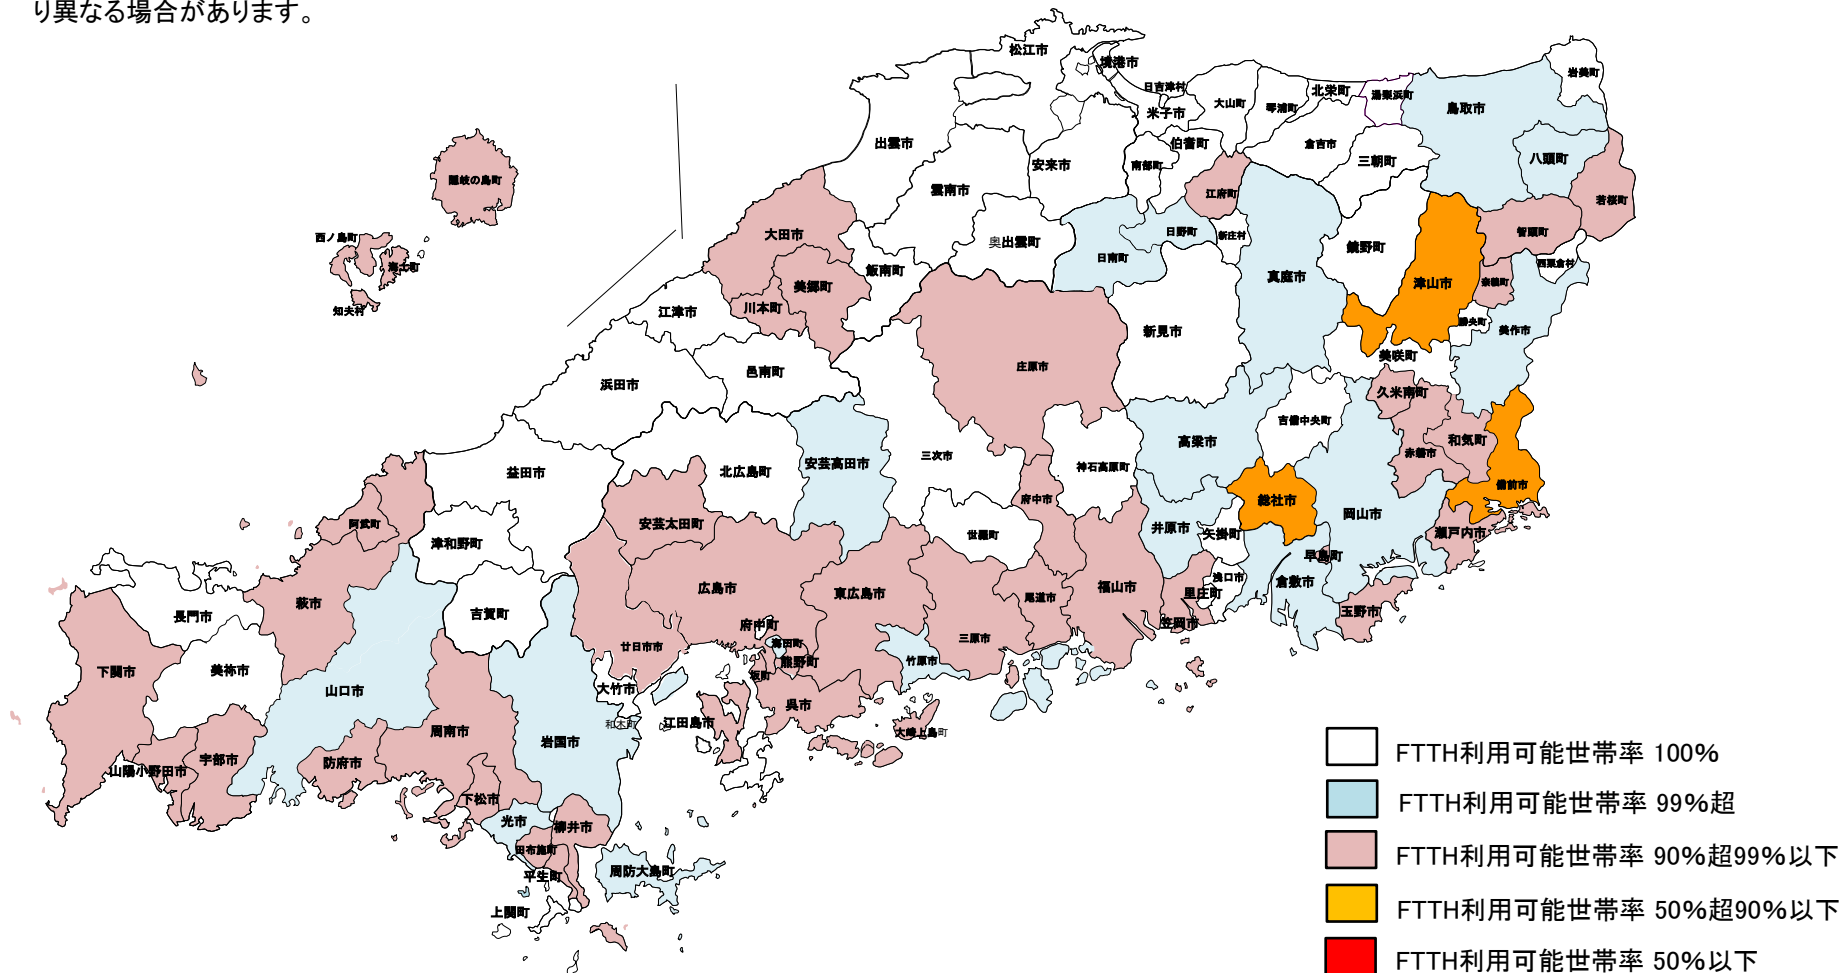 り異なる場合があります。
松江市
境港市
日吉津村
米子市
大山町
琴浦町
北栄町
湯梨浜町
鳥取市
岩美町
出雲市
安来市
南部町
伯耆町
倉吉市
三朝町
八頭町
隠岐の島町
雲南市
江府町
若桜町
西ノ島町
海士町
知夫村
大田市
奥出雲町
日南町
日野町
新庄村
鏡野町
智頭町
西粟倉村
飯南町
美郷町
川本町
江津市
真庭市
津山市
奈義町
勝央町
美作市
新見市
美咲町
浜田市
邑南町
庄原市
久米南町
吉備中央町
高梁市
和気町
赤磐市
益田市
北広島町
安芸高田市
三次市
神石高原町
府中市
総社市
備前市
阿武町
津和野町
安芸太田町
世羅町
井原市
矢掛町
岡山市
瀬戸内市
早島町
長門市
萩市
吉賀町
広島市
東広島市
尾道市
福山市
里庄町
浅口市
倉敷市
玉野市
笠岡市
府中町
海田町
熊野町
坂町
廿日市市
三原市
竹原市
下関市
美祢市
山口市
大竹市
和木町
江田島市
呉市
大崎上島町
周南市
岩国市
防府市
宇部市
山陽小野田市
下松市
光市
柳井市
田布施町
平生町
周防大島町
上関町
FTTH利用可能世帯率 100%
FTTH利用可能世帯率 99%超
FTTH利用可能世帯率 90%超99%以下
FTTH利用可能世帯率 50%超90%以下
FTTH利用可能世帯率 50%以下